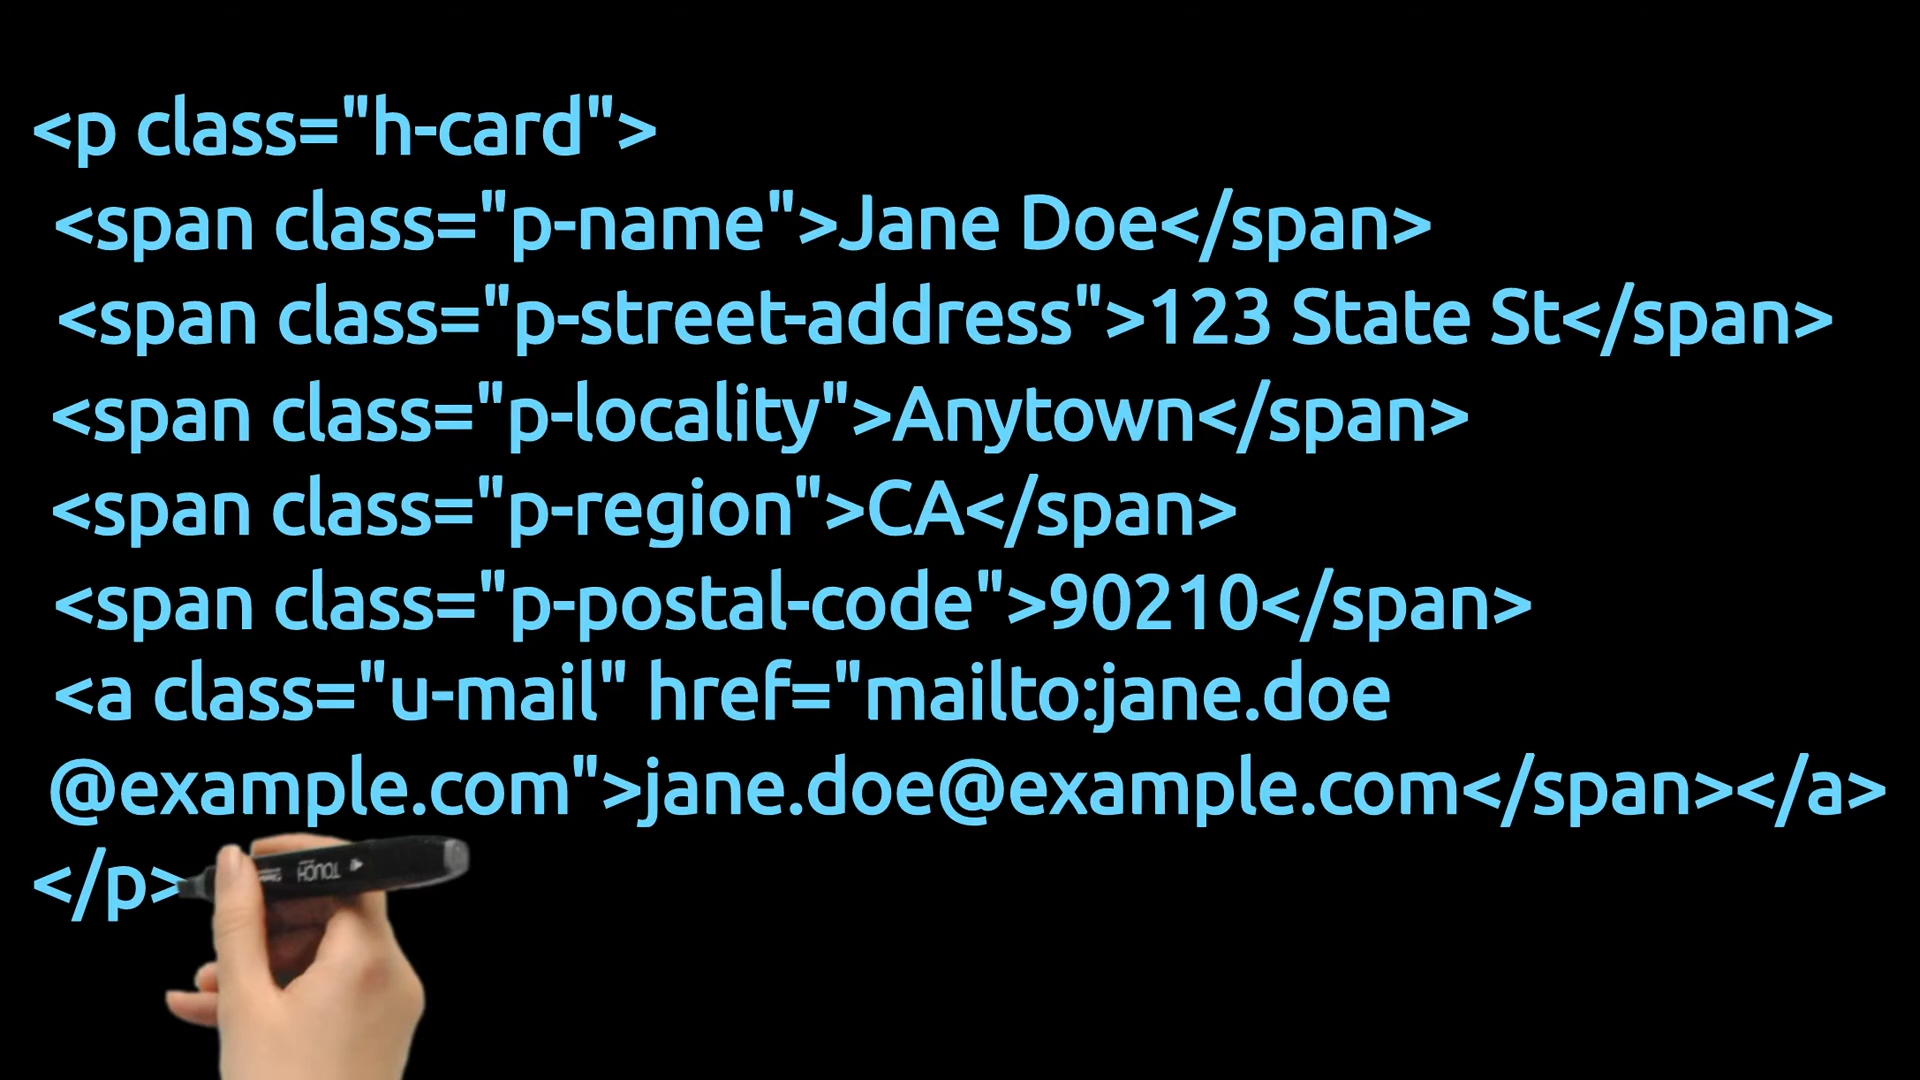 <p class="h-card">
<span class="p-name">Jane Doe</span>
<span class="p-street-address">123 State St</span>
<span class="p-locality">Anytown</span>
<span class="p-region">CA</span>
<span class="p-postal-code">90210</span>
<a class="u-mail" href="mailto:jane.doe
@example.com">jane.doe@example.com</span></a>
</p>
TOUCH